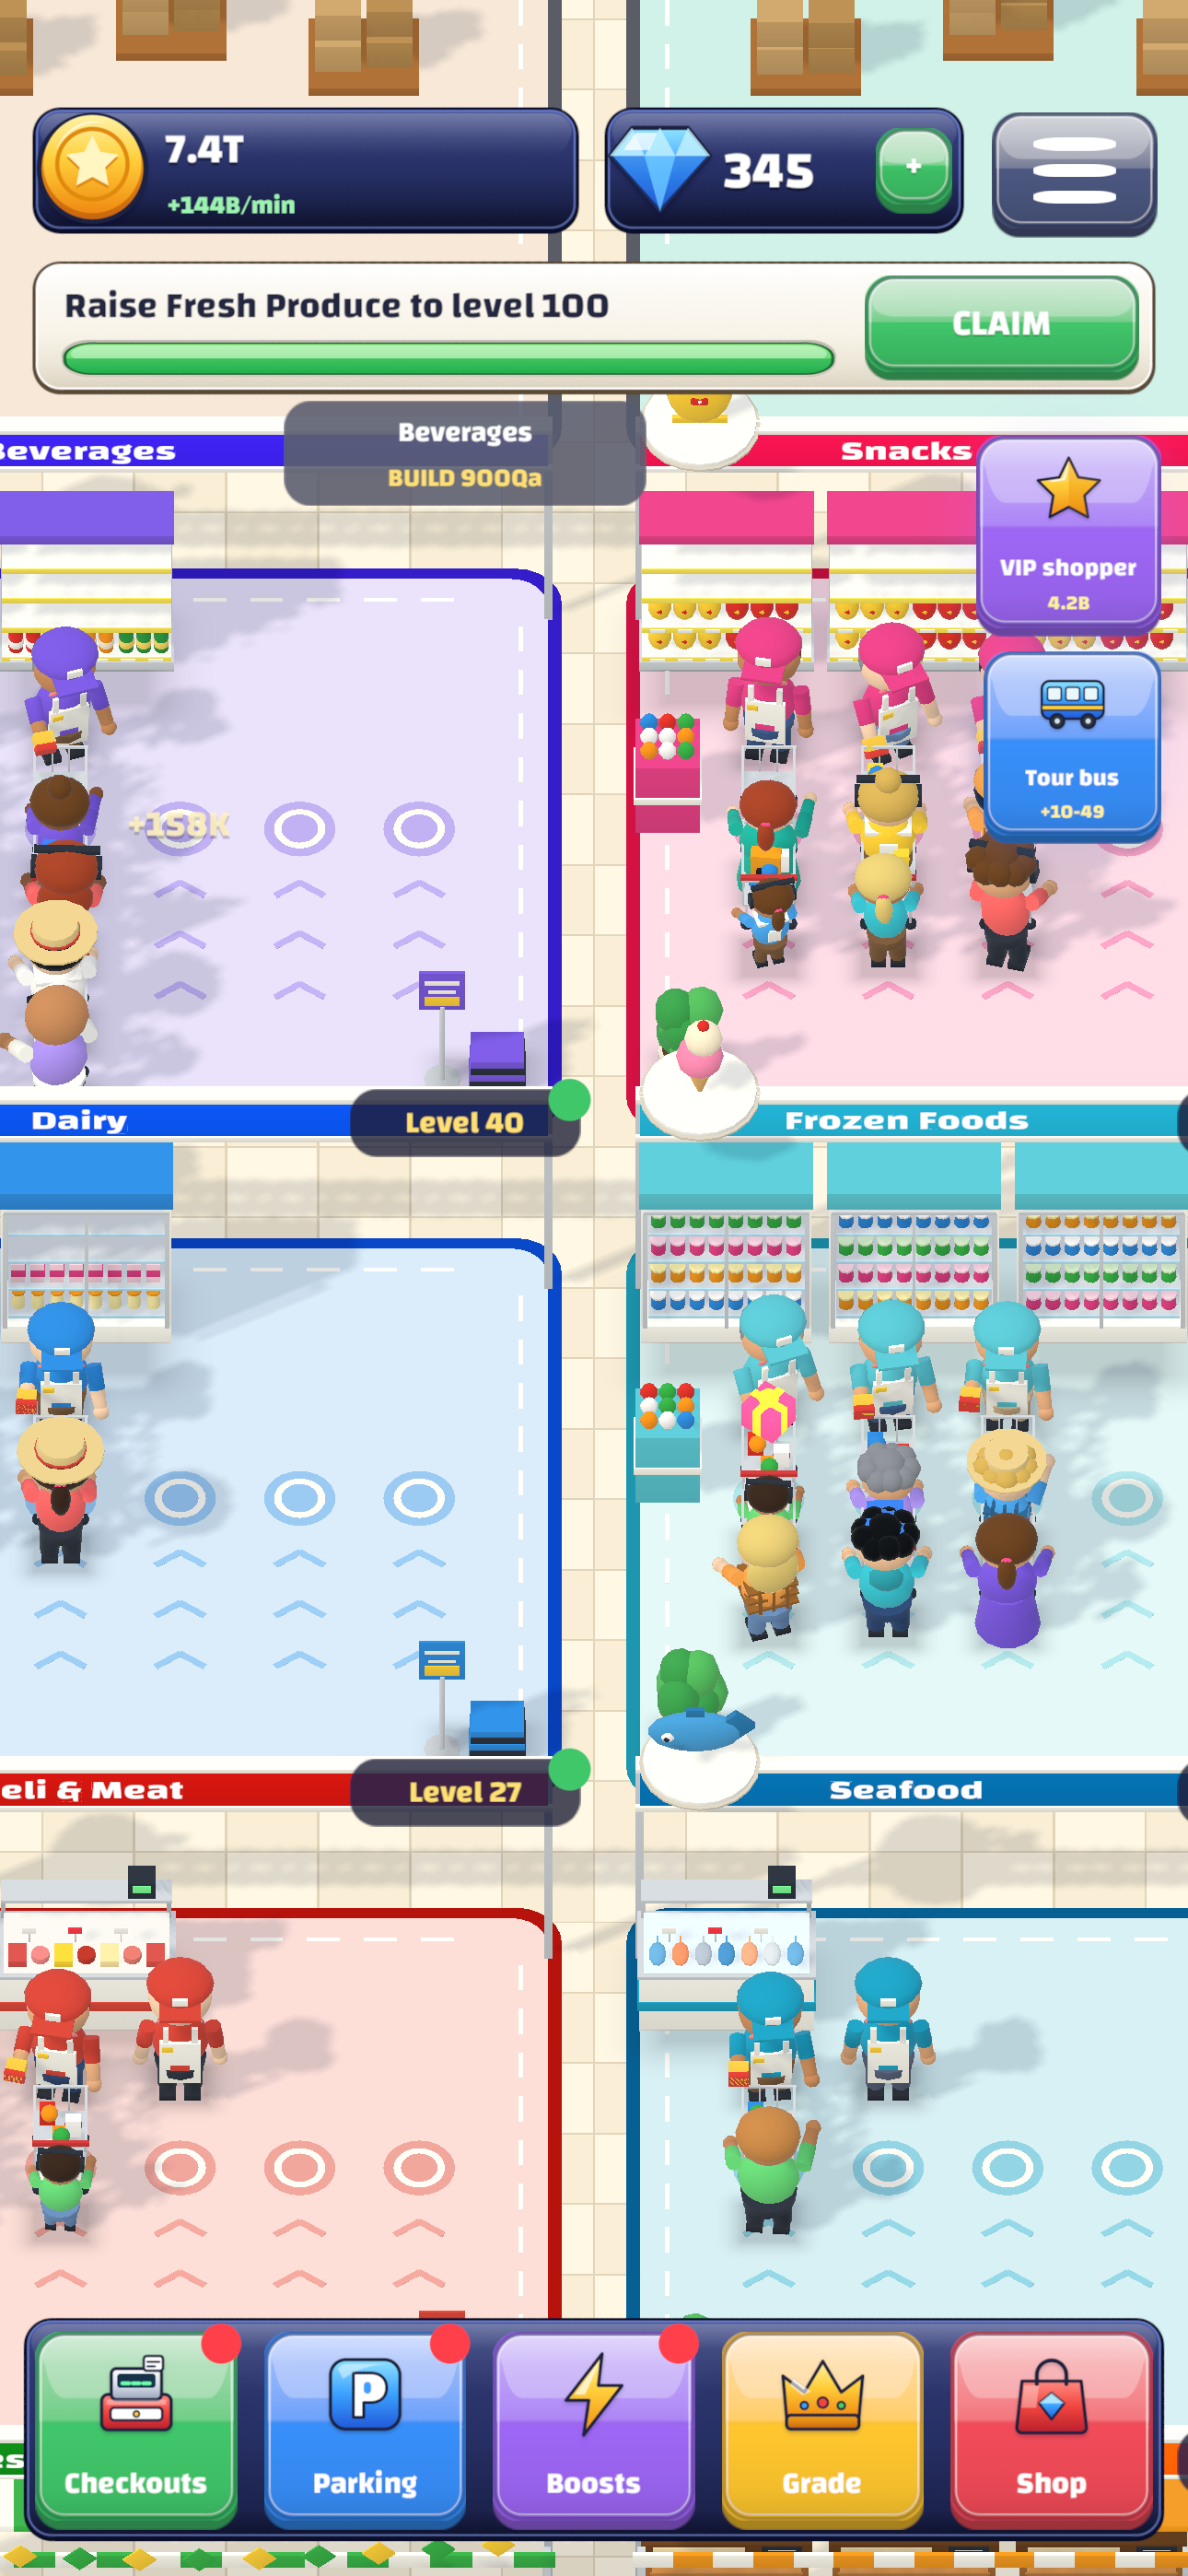 7.4T
+144B/min
345
+
Raise Fresh Produce to level 100
CLAIM
Beverages
BUILD 900Qa
Beverages
Snacks
VIP shopper
4.2B
Tour bus
+10-49
+158K
Dairy
Level 40
Frozen Foods
eli & Meat
Level 27
Seafood
es
P
Checkouts
Parking
Boosts
Grade
Shop